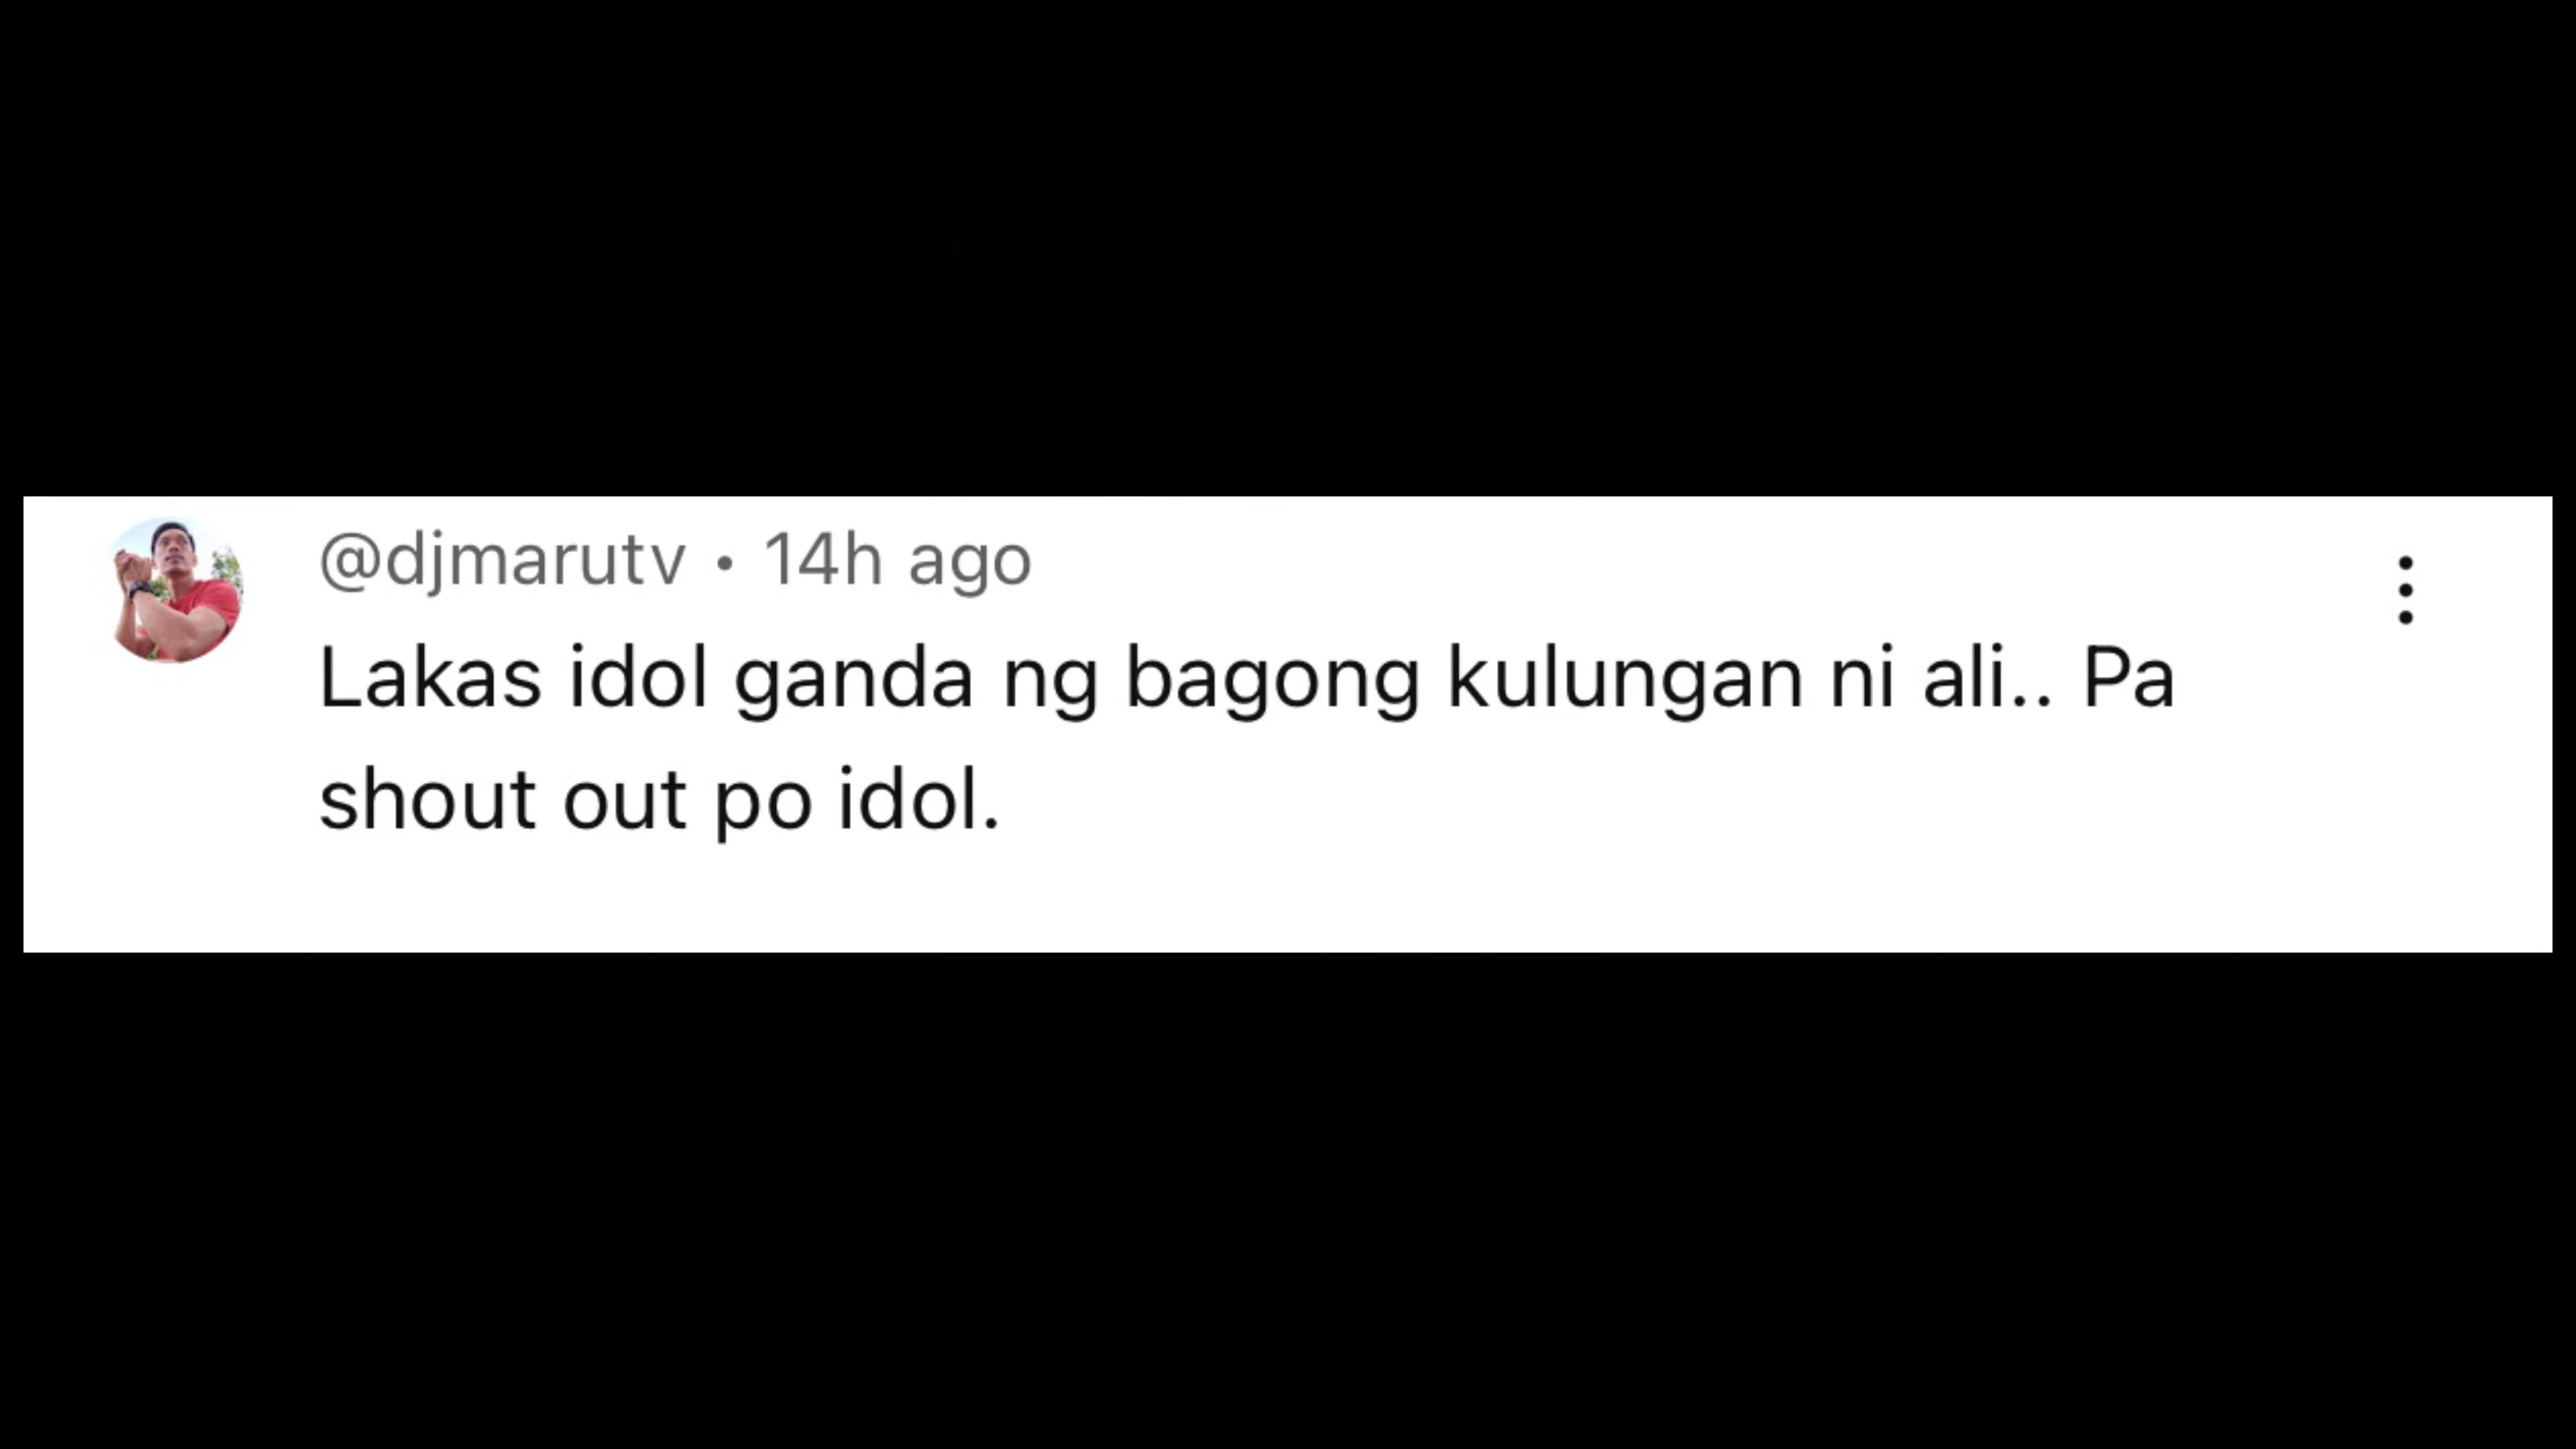 @djmarutv • 14h ago
Lakas idol ganda ng bagong kulungan ni ali.. Pa
shout out po idol.